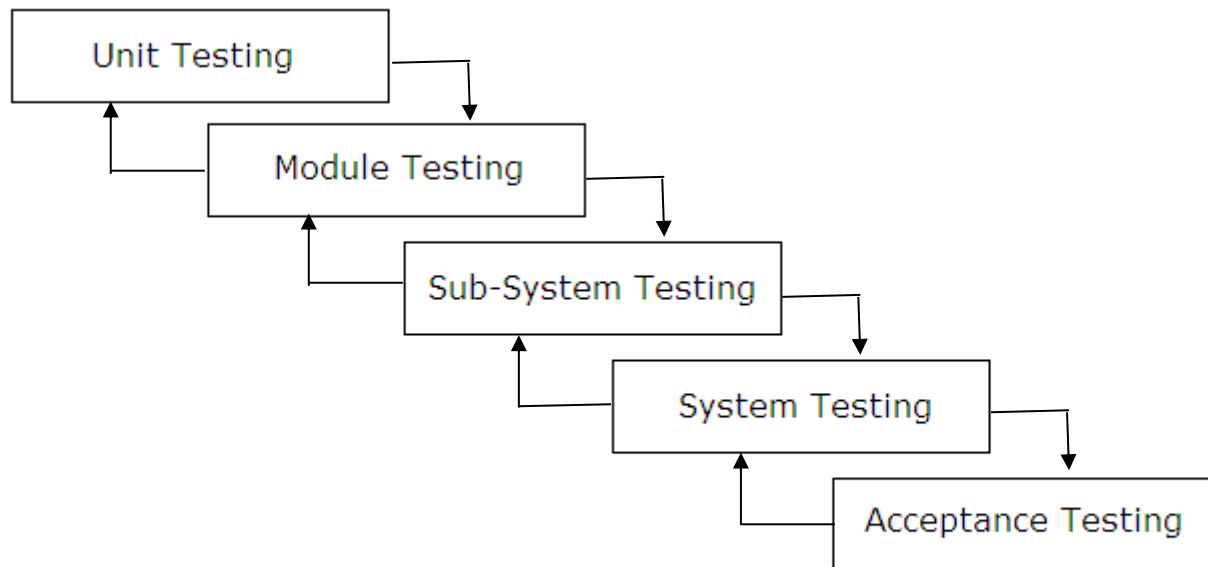 Unit Testing
Module Testing
Sub-System Testing
System Testing
Acceptance Testing